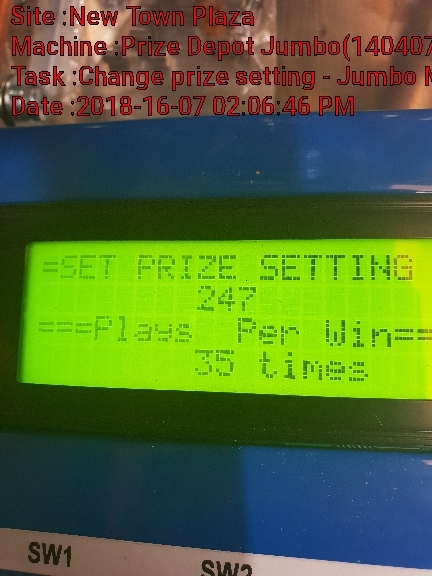 Site :New Town Plaza
Machine :Prize Depot Jumbo(140407
Task :Change prize setting - Jumbo M
Date :2018-16-07 02:06:46 PM
=SET PRIZE SETTING
247
===Plays Per Win==
35 times
SW1
SW2